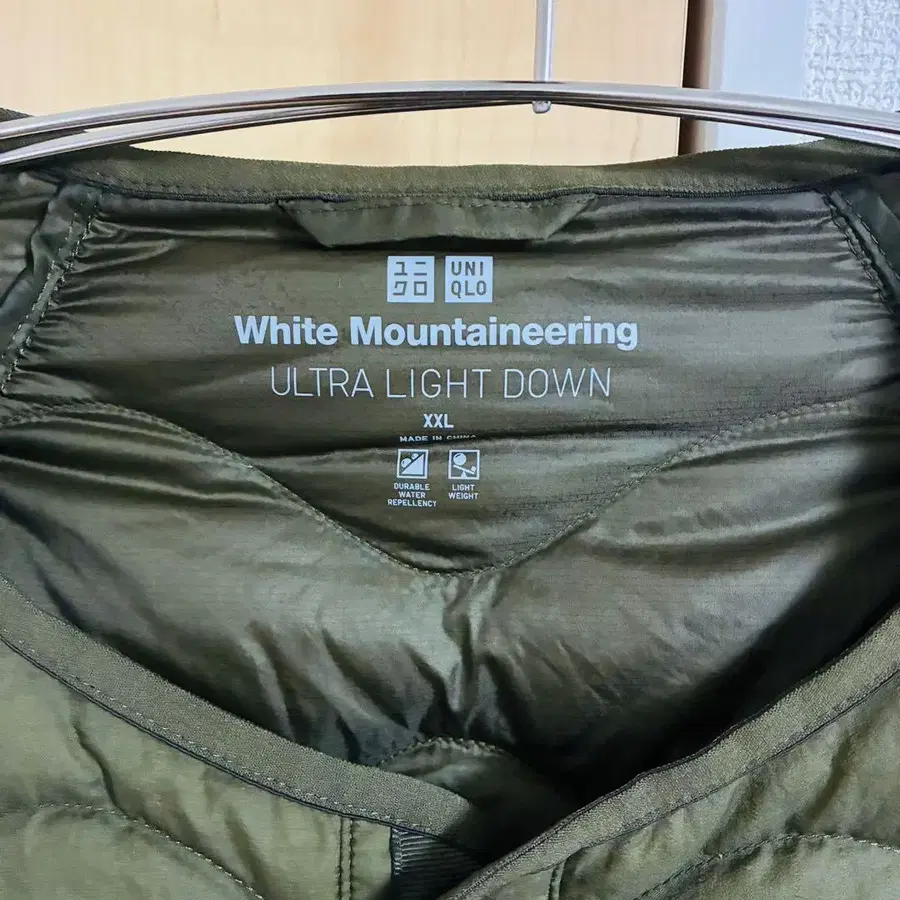 ユニ UNI
クロ QLO
White Mountaineering
ULTRA LIGHT DOWN
XXL
MADE IN CHINA
DURABLE LIGHT
WATER WEIGHT
REPELLENCY